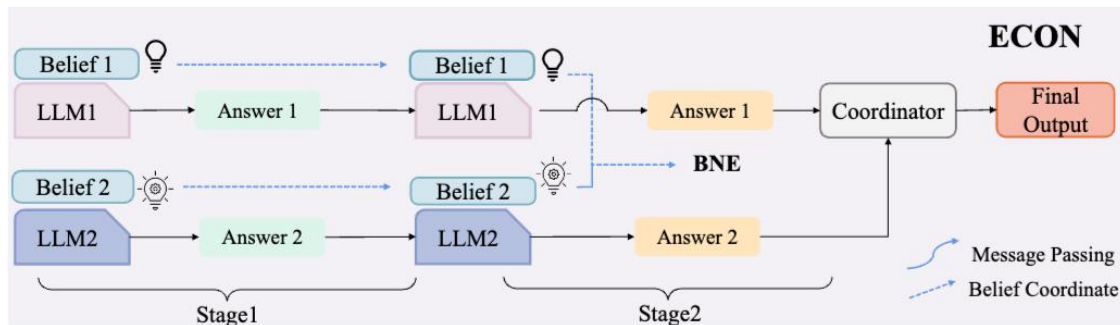 ECON
Belief 1
Belief 1
LLM1
Answer 1
LLM1
Answer 1
Coordinator
Final
Output
BNE
Belief 2
Belief 2
LLM2
Answer 2
LLM2
Answer 2
Message Passing
Belief Coordinate
Stage1
Stage2